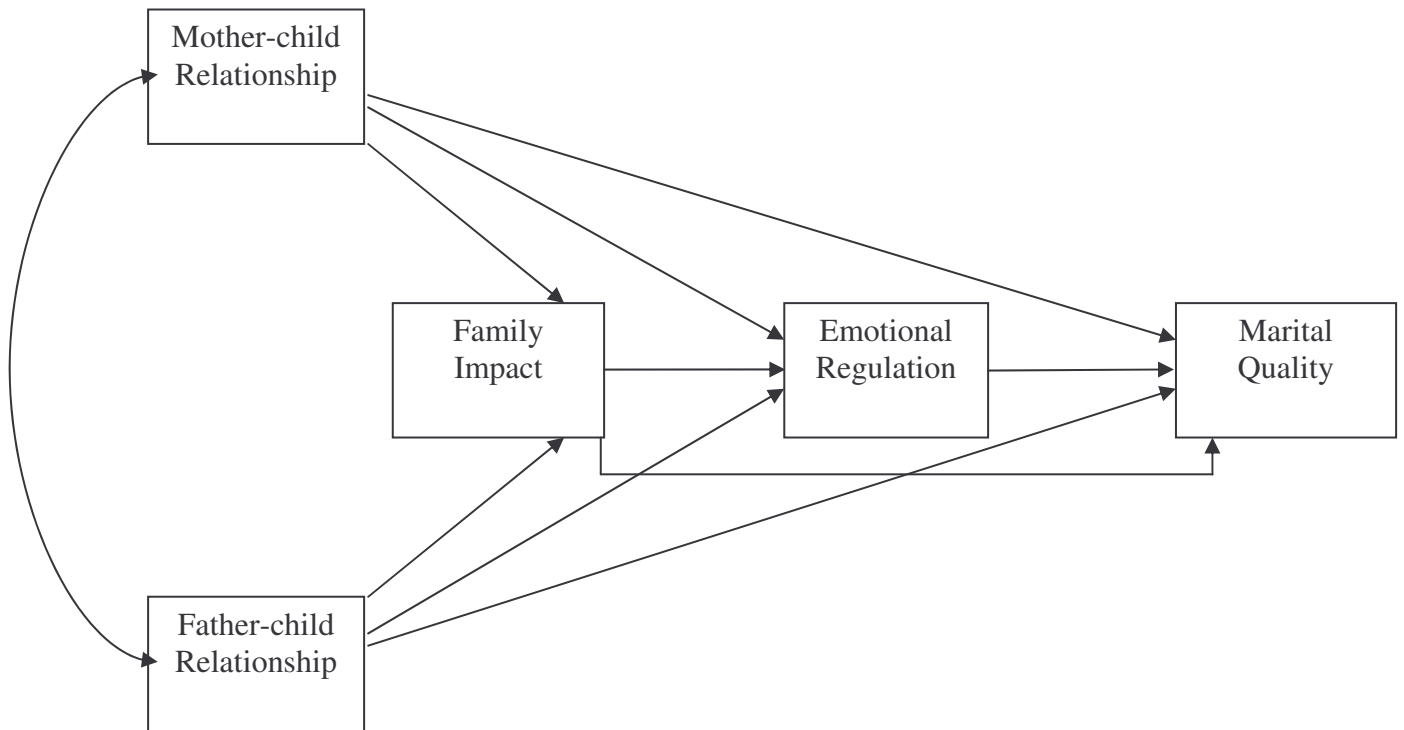 Mother-child
Relationship
Family
Impact
Emotional
Regulation
Marital
Quality
Father-child
Relationship